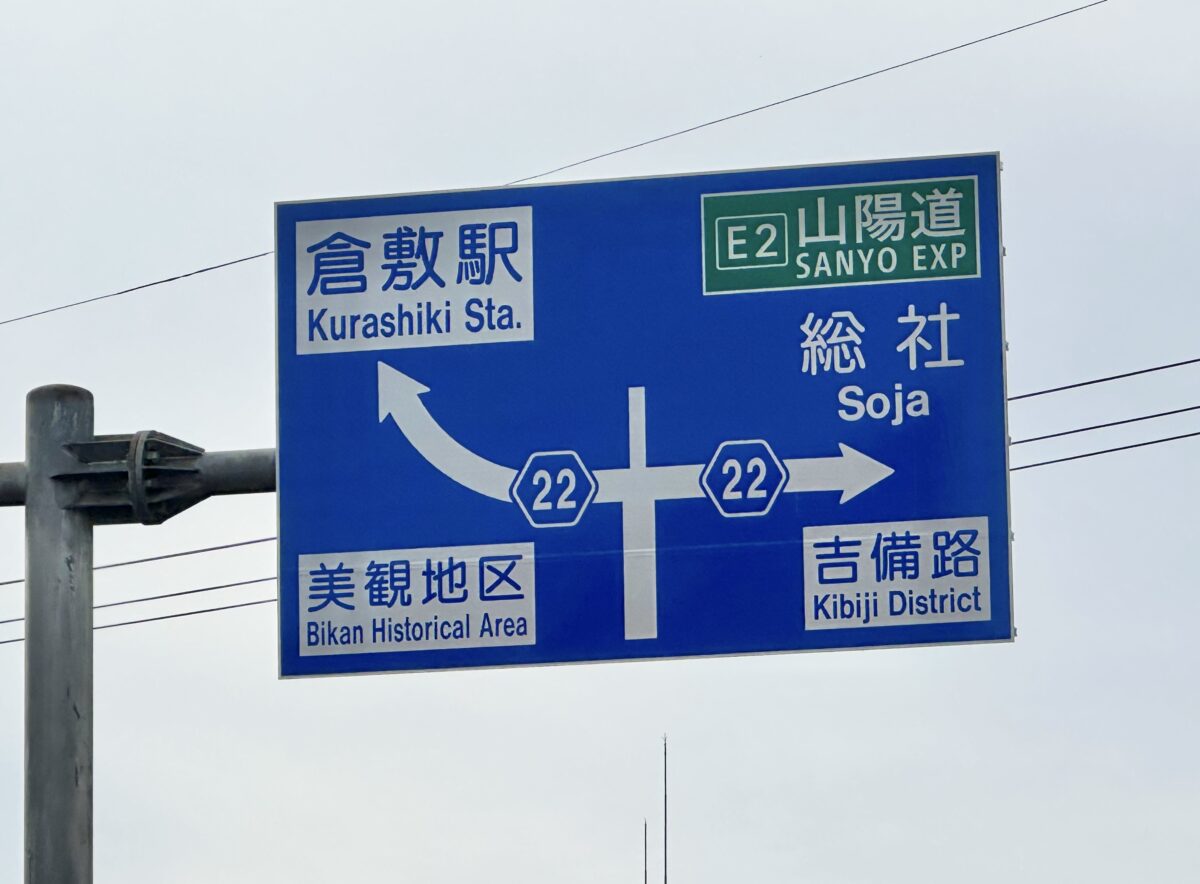 倉敷駅
Kurashiki Sta.
E2 山陽道
SANYO EXP
総社
Soja
22
22
美観地区
Bikan Historical Area
吉備路
Kibiji District